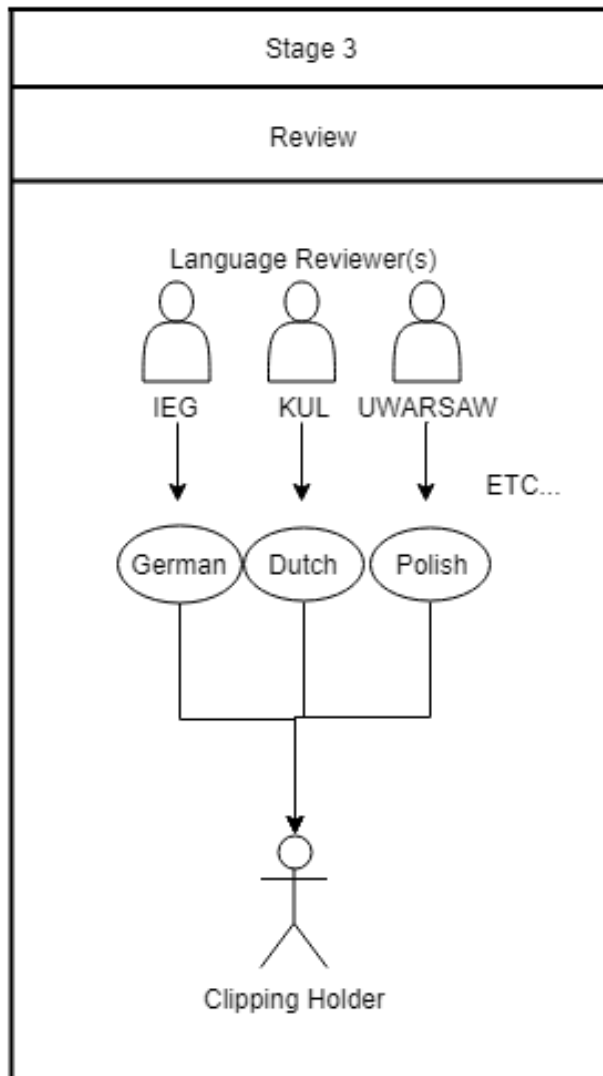 Stage 3
Review
Language Reviewer(s)
IEG KUL UWARSAW
ETC...
German Dutch Polish
Clipping Holder